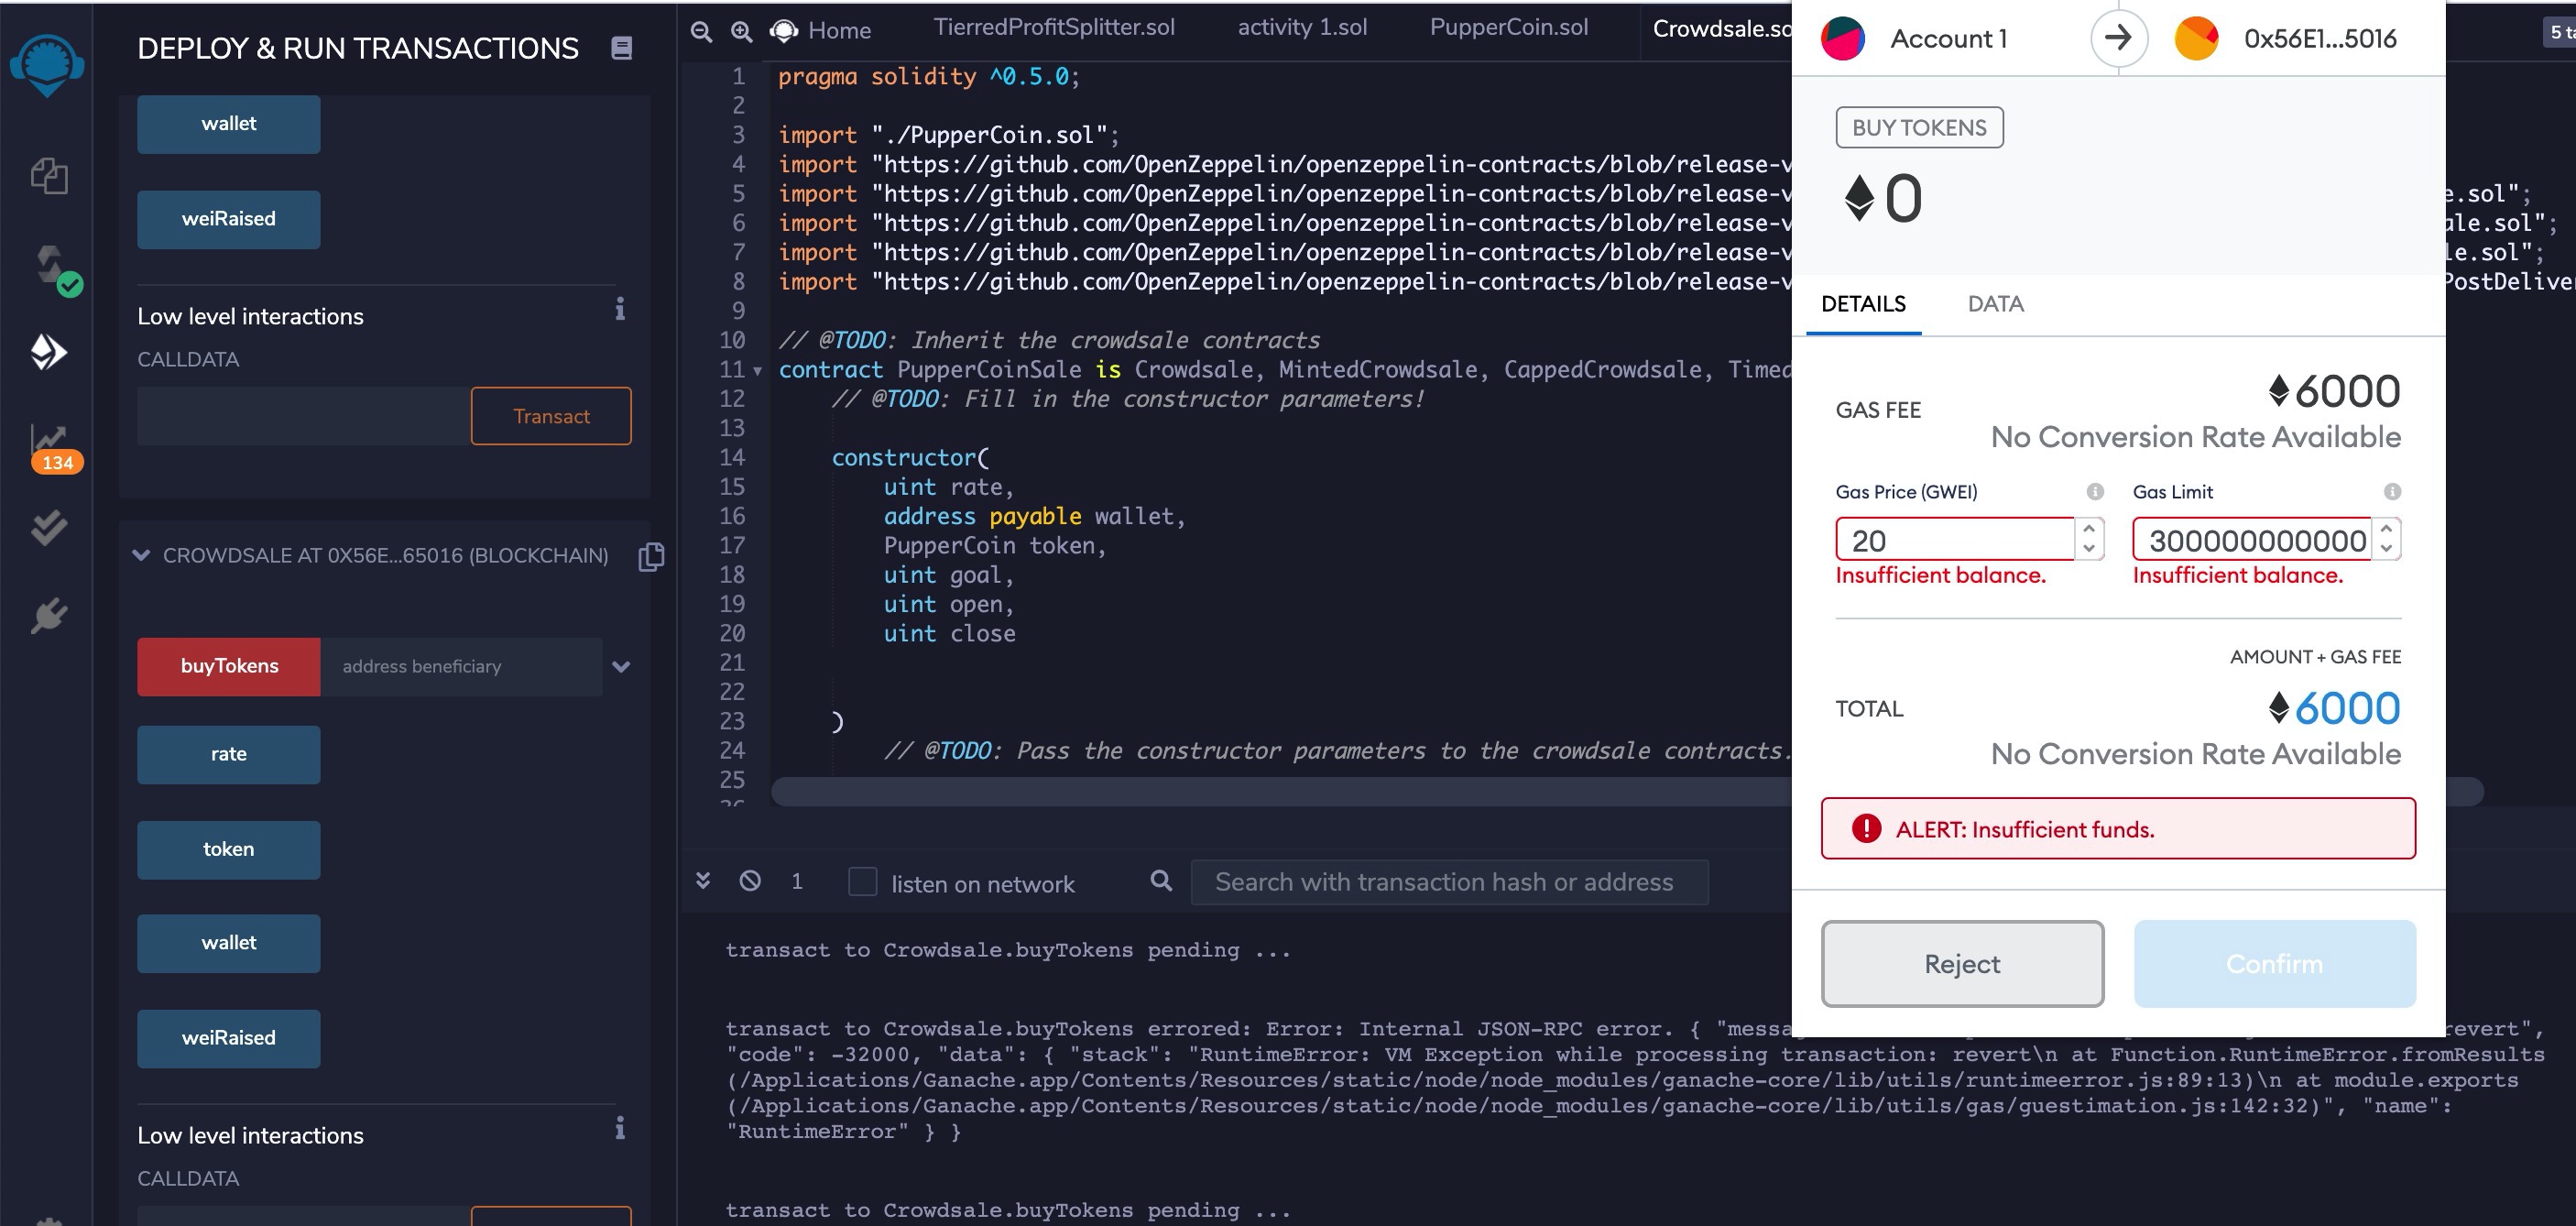 DEPLOY & RUN TRANSACTIONS
wallet
weiRaised
Low level interactions
CALLDATA
Transact
134
CROWDSALE AT 0X56E...65016 (BLOCKCHAIN)
buyTokens address beneficiary
rate
token
wallet
weiRaised
Low level interactions
CALLDATA
Home TierredProfitSplitter.sol activity 1.sol PupperCoin.sol Crowdsale.so
1 pragma solidity ^0.5.0;
2
3 import "./PupperCoin.sol";
4 import "https://github.com/OpenZeppelin/openzeppelin-contracts/blob/release-v
5 import "https://github.com/OpenZeppelin/openzeppelin-contracts/blob/release-v e.sol";
6 import "https://github.com/OpenZeppelin/openzeppelin-contracts/blob/release-v ale.sol";
7 import "https://github.com/OpenZeppelin/openzeppelin-contracts/blob/release-v le.sol";
8 import "https://github.com/OpenZeppelin/openzeppelin-contracts/blob/release-v PostDeliver
9
10 // @TODO: Inherit the crowdsale contracts
11 contract PupperCoinSale is Crowdsale, MintedCrowdsale, CappedCrowdsale, Timed
12 // @TODO: Fill in the constructor parameters!
13
14 constructor(
15 uint rate,
16 address payable wallet,
17 PupperCoin token,
18 uint goal,
19 uint open,
20 uint close
21
22
23 )
24 // @TODO: Pass the constructor parameters to the crowdsale contracts.
25
1 listen on network Search with transaction hash or address
transact to Crowdsale.buyTokens pending ...
transact to Crowdsale.buyTokens errored: Error: Internal JSON-RPC error. { "messa revert",
"code": -32000, "data": { "stack": "RuntimeError: VM Exception while processing transaction: revert\n at Function.RuntimeError.fromResults
(/Applications/Ganache.app/Contents/Resources/static/node/node_modules/ganache-core/lib/utils/runtimeerror.js:89:13)\n at module.exports
(/Applications/Ganache.app/Contents/Resources/static/node/node_modules/ganache-core/lib/utils/gas/guestimation.js:142:32)", "name":
"RuntimeError" } }
transact to Crowdsale.buyTokens pending ...
Account 1 0x56E1...5016
BUY TOKENS
0
DETAILS DATA
GAS FEE 6000
No Conversion Rate Available
Gas Price (GWEI) Gas Limit
20 300000000000
Insufficient balance. Insufficient balance.
AMOUNT + GAS FEE
TOTAL 6000
No Conversion Rate Available
ALERT: Insufficient funds.
Reject Confirm
5 ta